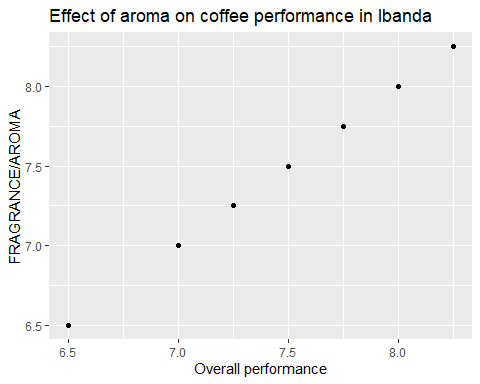 Effect of aroma on coffee performance in Ibanda
FRAGRANCE/AROMA
8.0
7.5
7.0
6.5
6.5 7.0 7.5 8.0
Overall performance